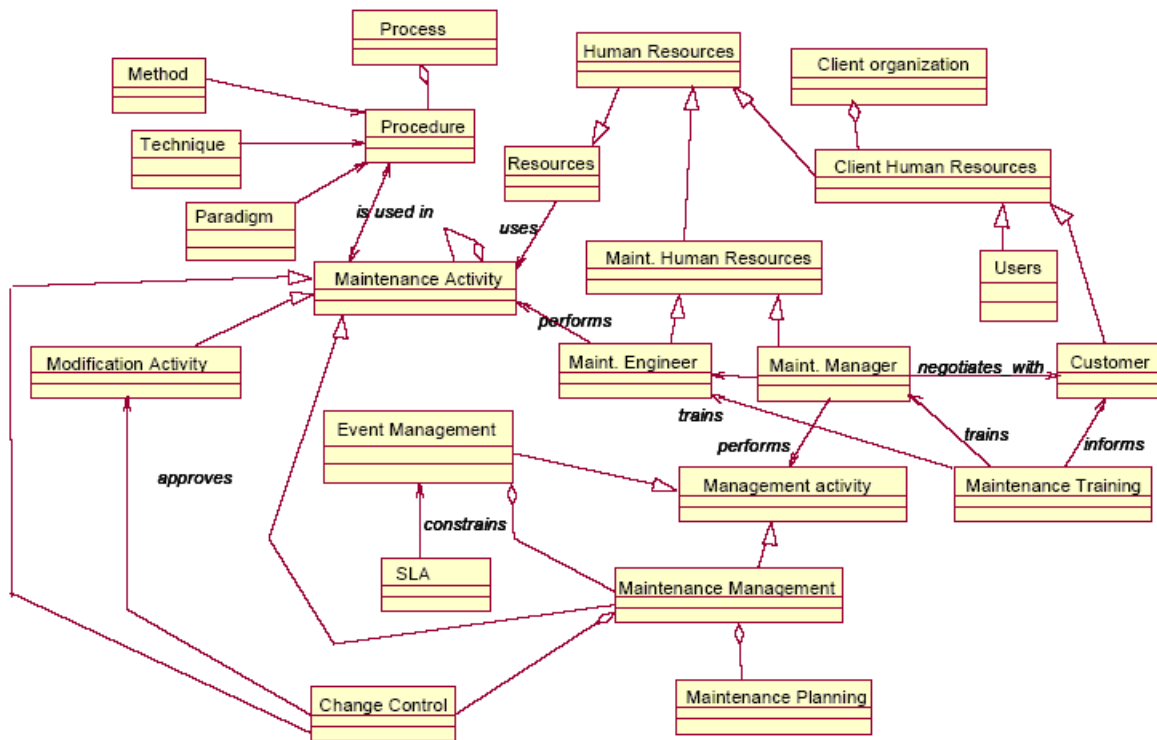 Process
Human Resources
Client organization
Method
Procedure
Technique
Resources
Client Human Resources
Paradigm
is used in
uses
Maint. Human Resources
Users
Maintenance Activity
performs
Modification Activity
Maint. Engineer
Maint. Manager
negotiates_with
Customer
Event Management
trains
performs
trains
informs
approves
Management activity
Maintenance Training
constrains
SLA
Maintenance Management
Change Control
Maintenance Planning